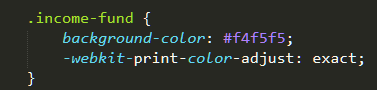 .income-fund {
    background-color: #f4f5f5;
    -webkit-print-color-adjust: exact;
}